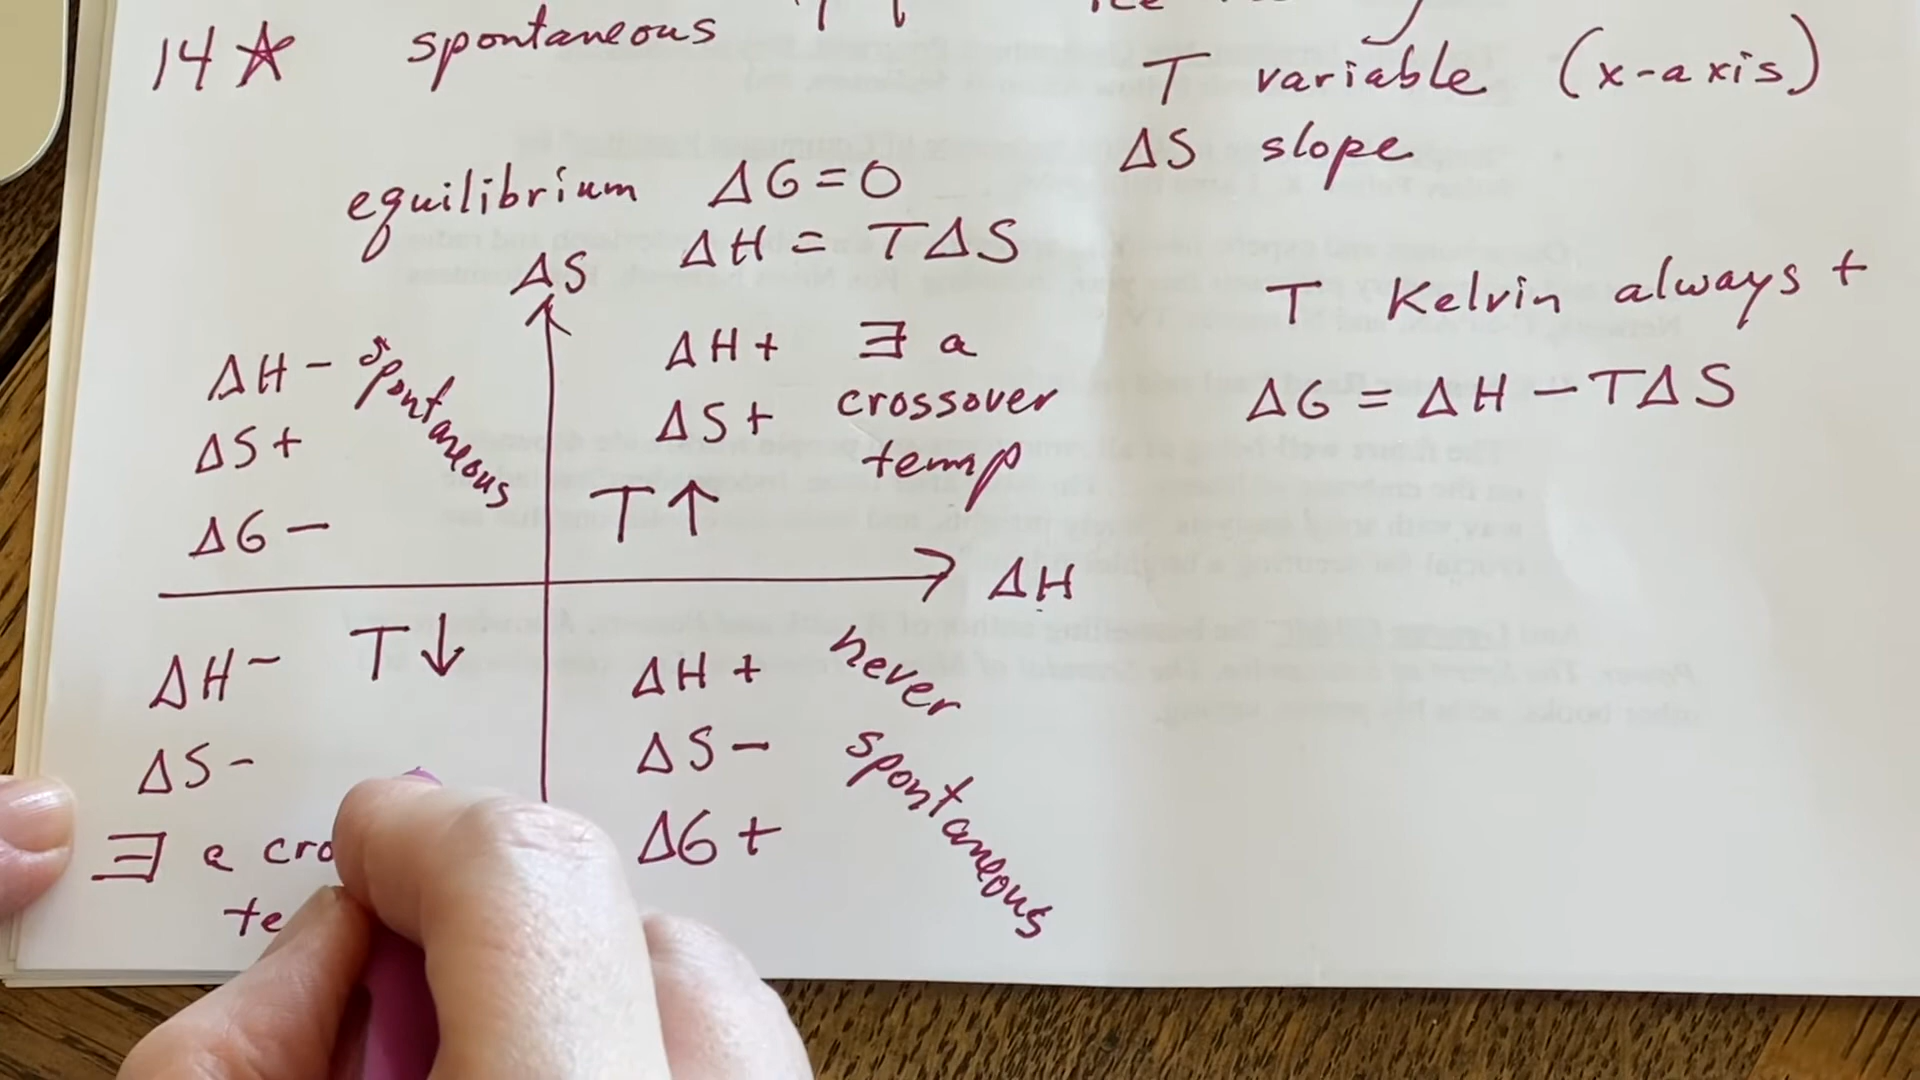 14 ☆ spontaneous
T variable (x-axis)
ΔS slope
equilibrium ΔG = 0
ΔH = TΔS
ΔS
T Kelvin always +
ΔG = ΔH - TΔS
ΔH - spontaneous
ΔS +
ΔG -
ΔH + ∃ a
ΔS + crossover
temp
T ↑
ΔH
T ↓
ΔH -
ΔS -
∃ a
ΔH + never
ΔS - spontaneous
ΔG +